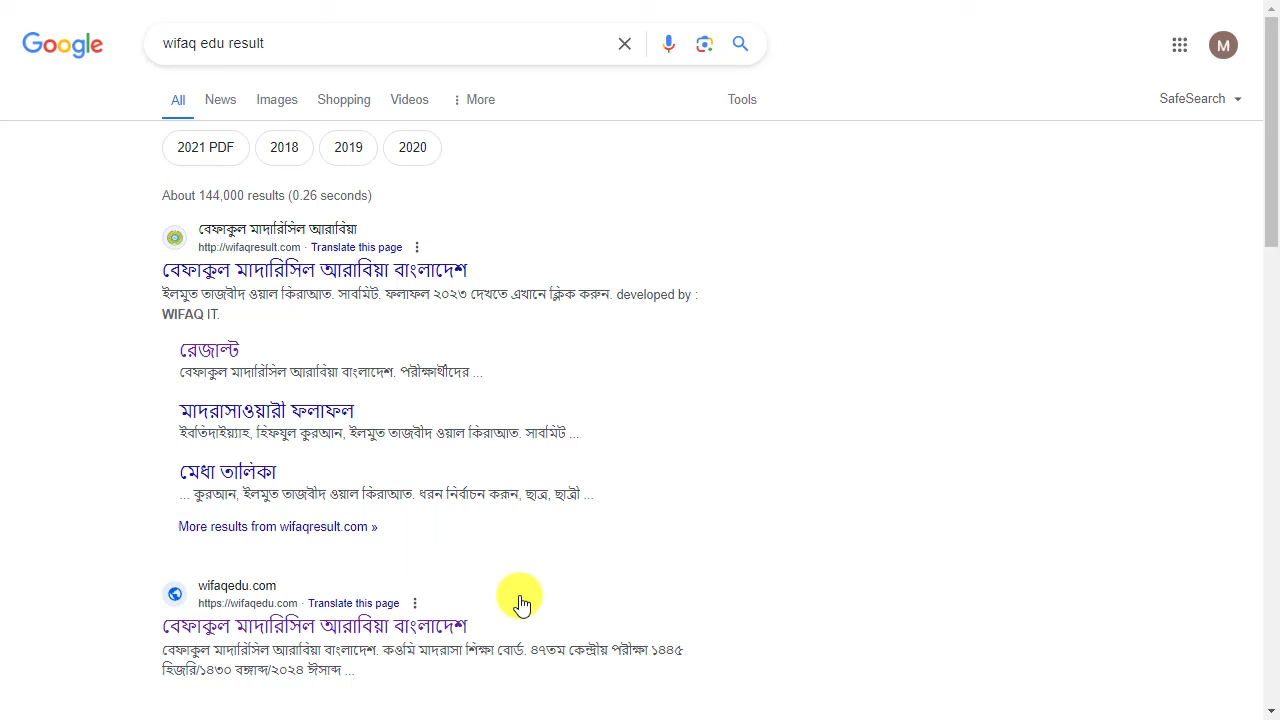 Google
wifaq edu result
M
All News Images Shopping Videos More Tools SafeSearch
2021 PDF 2018 2019 2020
About 144,000 results (0.26 seconds)
বেফাকুল মাদারিসিল আরাবিয়া
http://wifaqresult.com · Translate this page
বেফাকুল মাদারিসিল আরাবিয়া বাংলাদেশ
ইলমুত তাজবীদ ওয়াল কিরাআত. সাবমিট. ফলাফল ২০২৩ দেখতে এখানে ক্লিক করুন. developed by :
WIFAQ IT.
রেজাল্ট
বেফাকুল মাদারিসিল আরাবিয়া বাংলাদেশ. পরীক্ষার্থীদের ...
মাদরাসাওয়ারী ফলাফল
ইবতিদাইয়্যাহ, হিফযুল কুরআন, ইলমুত তাজবীদ ওয়াল কিরাআত. সাবমিট ...
মেধা তালিকা
... কুরআন, ইলমুত তাজবীদ ওয়াল কিরাআত. ধরন নির্বাচন করুন, ছাত্র, ছাত্রী ...
More results from wifaqresult.com »
wifaqedu.com
https://wifaqedu.com · Translate this page
বেফাকুল মাদারিসিল আরাবিয়া বাংলাদেশ
বেফাকুল মাদারিসিল আরাবিয়া বাংলাদেশ. কওমি মাদরাসা শিক্ষা বোর্ড. ৪৭তম কেন্দ্রীয় পরীক্ষা ১৪৪৫
হিজরি/১৪৩০ বঙ্গাব্দ/২০২৪ ঈসাব্দ ...